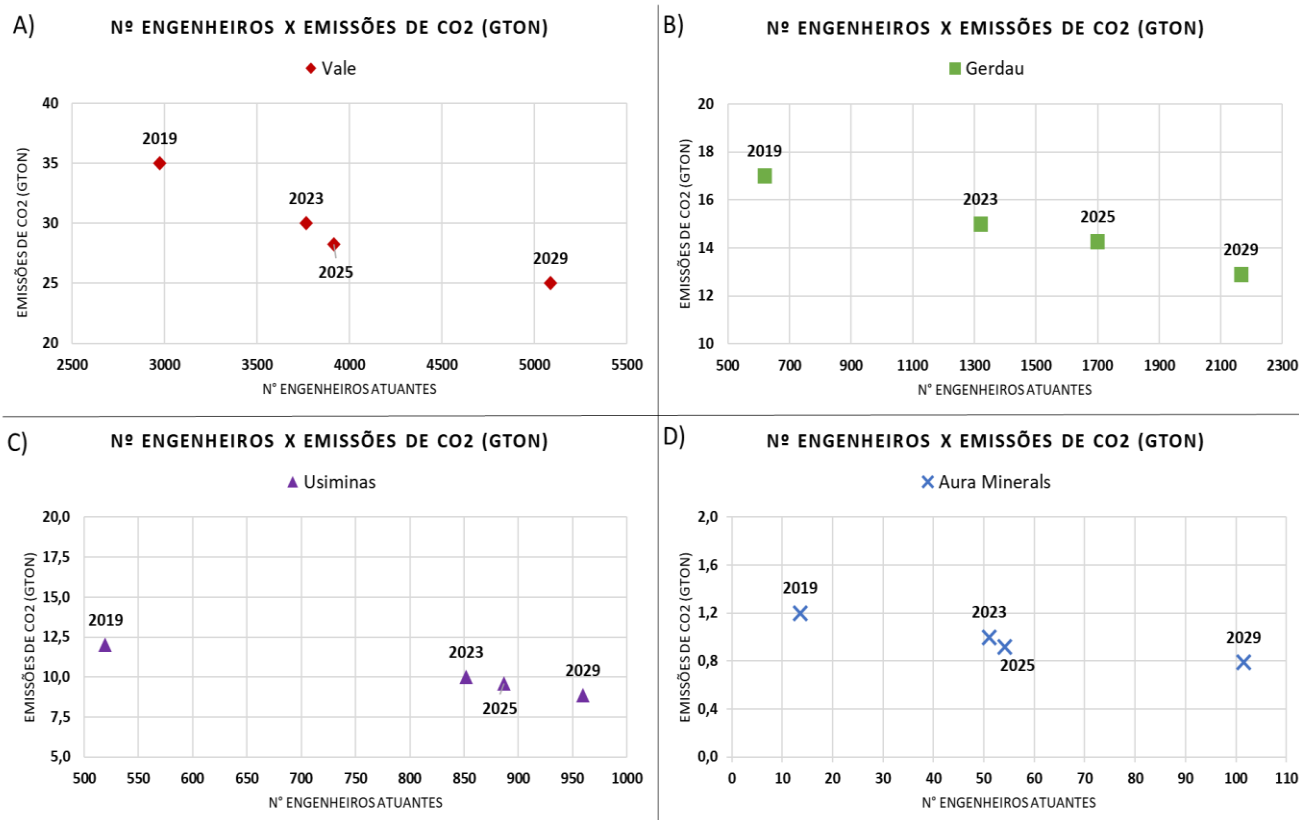 A)
Nº ENGENHEIROS X EMISSÕES DE CO2 (GTON)
Vale
EMISSÕES DE CO2 (GTON)
40
35
30
25
20
2019
2023
2025
2029
2500 3000 3500 4000 4500 5000 5500
N° ENGENHEIROS ATUANTES
B)
Nº ENGENHEIROS X EMISSÕES DE CO2 (GTON)
Gerdau
EMISSÕES DE CO2 (GTON)
20
18
16
14
12
10
2019
2023
2025
2029
500 700 900 1100 1300 1500 1700 1900 2100 2300
N° ENGENHEIROS ATUANTES
C)
Nº ENGENHEIROS X EMISSÕES DE CO2 (GTON)
Usiminas
EMISSÕES DE CO2 (GTON)
20,0
17,5
15,0
12,5
10,0
7,5
5,0
2019
2023
2025
2029
500 550 600 650 700 750 800 850 900 950 1000
N° ENGENHEIROS ATUANTES
D)
Nº ENGENHEIROS X EMISSÕES DE CO2 (GTON)
Aura Minerals
EMISSÕES DE CO2 (GTON)
2,0
1,6
1,2
0,8
0,4
0,0
2019
2023
2025
2029
0 10 20 30 40 50 60 70 80 90 100 110
N° ENGENHEIROS ATUANTES